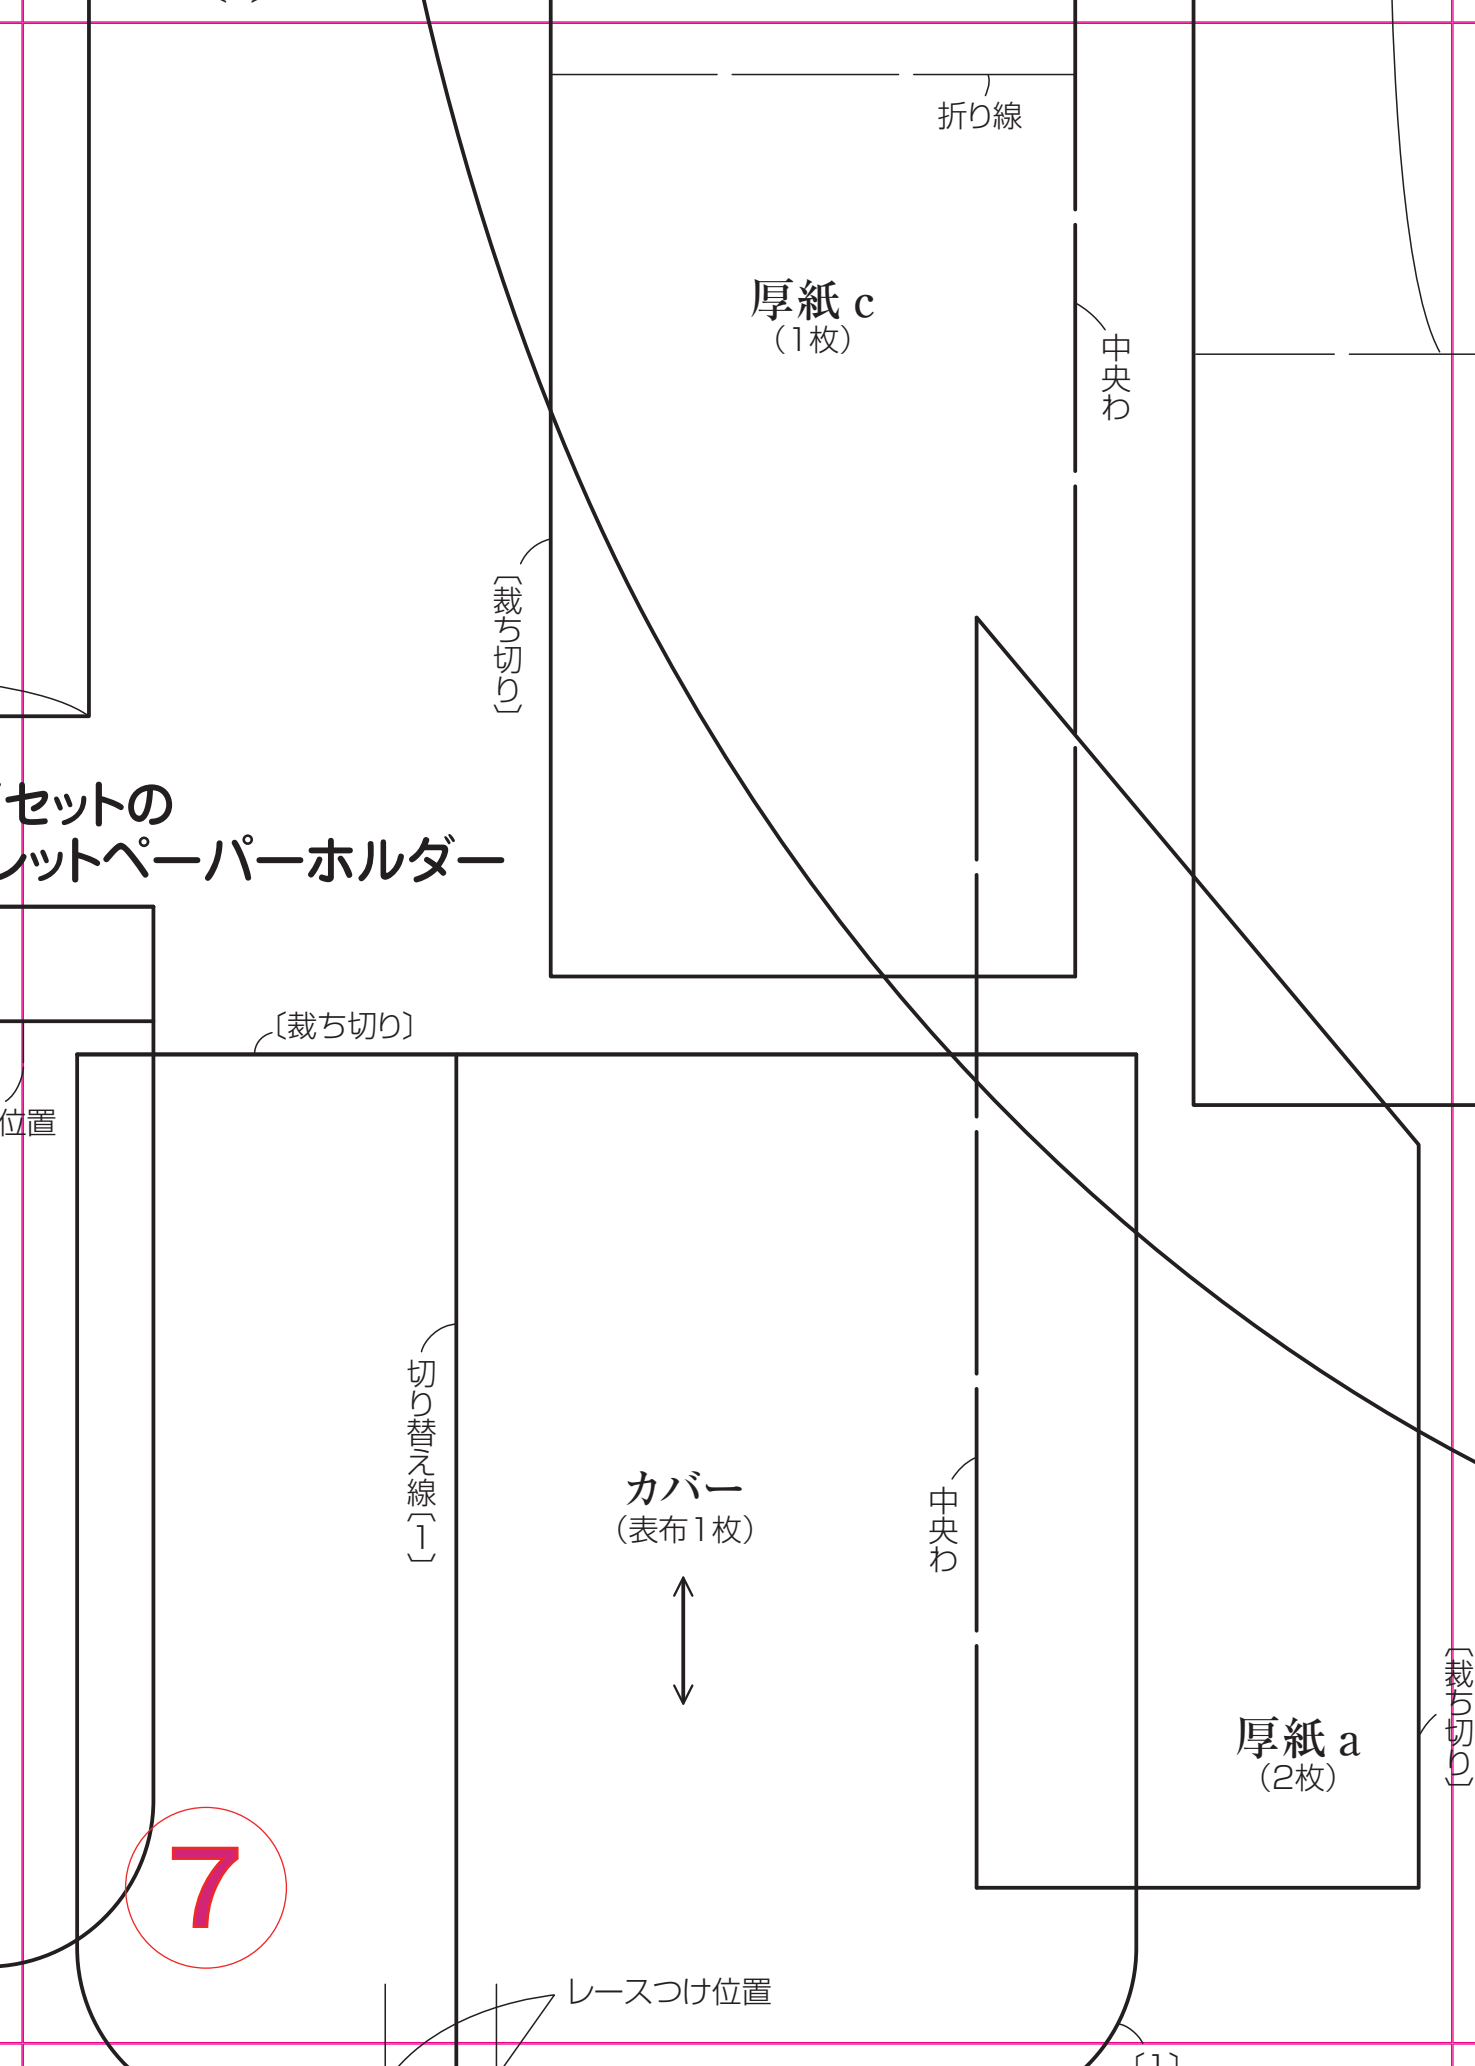 折り線
厚紙 c
（1枚）
中央わ
〔裁ち切り〕
セットの
ットペーパーホルダー
〔裁ち切り〕
位置
切り替え線〔1〕
カバー
（表布1枚）
中央わ
〔裁ち切り〕
厚紙 a
（2枚）
7
レースつけ位置
〔1〕